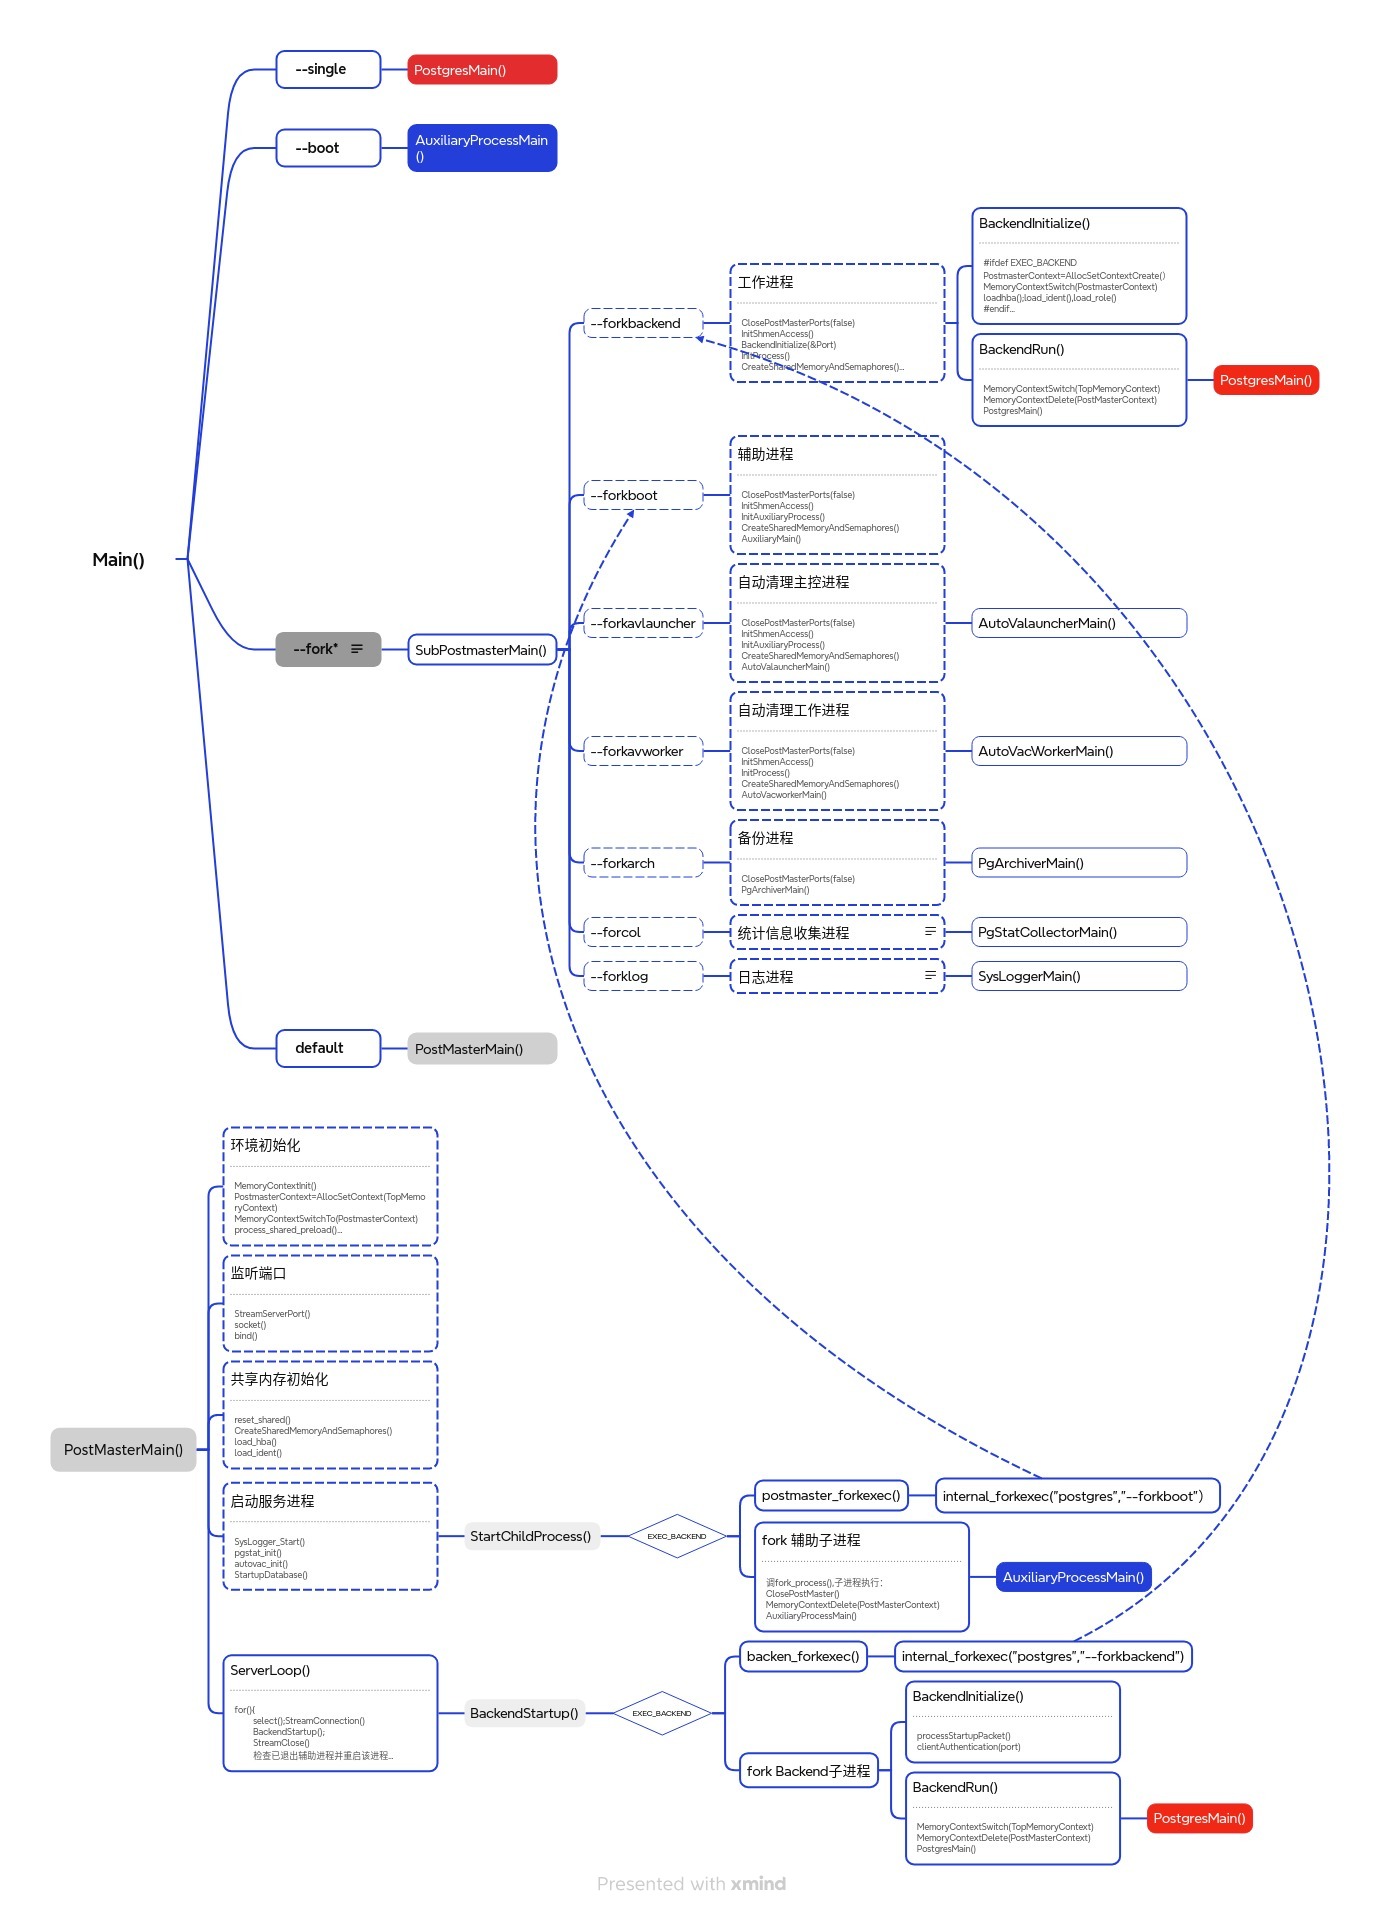 --single
PostgresMain()
--boot
AuxiliaryProcessMain
()
Main()
--fork*
SubPostmasterMain()
--forkbackend
工作进程
ClosePostMasterPorts(false)
InitShmenAccess()
BackendInitialize(&Port)
InitProcess()
CreateSharedMemoryAndSemaphores()...
BackendInitialize()
#ifdef EXEC_BACKEND
PostmasterContext=AllocSetContextCreate()
MemoryContextSwitch(PostmasterContext)
loadhba();load_ident(),load_role()
#endif...
BackendRun()
MemoryContextSwitch(TopMemoryContext)
MemoryContextDelete(PostMasterContext)
PostgresMain()
PostgresMain()
--forkboot
辅助进程
ClosePostMasterPorts(false)
InitShmenAccess()
InitAuxiliaryProcess()
CreateSharedMemoryAndSemaphores()
AuxiliaryMain()
--forkavlauncher
自动清理主控进程
ClosePostMasterPorts(false)
InitShmenAccess()
InitAuxiliaryProcess()
CreateSharedMemoryAndSemaphores()
AutoValauncherMain()
AutoValauncherMain()
--forkavworker
自动清理工作进程
ClosePostMasterPorts(false)
InitShmenAccess()
InitProcess()
CreateSharedMemoryAndSemaphores()
AutoVacworkerMain()
AutoVacWorkerMain()
--forkarch
备份进程
ClosePostMasterPorts(false)
PgArchiverMain()
PgArchiverMain()
--forcol
统计信息收集进程
PgStatCollectorMain()
--forklog
日志进程
SysLoggerMain()
default
PostMasterMain()
PostMasterMain()
环境初始化
MemoryContextInit()
PostmasterContext=AllocSetContext(TopMemo
ryContext)
MemoryContextSwitchTo(PostmasterContext)
process_shared_preload()...
监听端口
StreamServerPort()
socket()
bind()
共享内存初始化
reset_shared()
CreateSharedMemoryAndSemaphores()
load_hba()
load_ident()
启动服务进程
SysLogger_Start()
pgstat_init()
autovac_init()
StartupDatabase()
StartChildProcess()
EXEC_BACKEND
postmaster_forkexec()
internal_forkexec("postgres","--forkboot")
fork 辅助子进程
调fork_process(),子进程执行：
ClosePostMaster()
MemoryContextDelete(PostMasterContext)
AuxiliaryProcessMain()
AuxiliaryProcessMain()
ServerLoop()
for(){
select();StreamConnection()
BackendStartup();
StreamClose()
检查已退出辅助进程并重启该进程...
BackendStartup()
EXEC_BACKEND
backen_forkexec()
internal_forkexec("postgres","--forkbackend")
fork Backend子进程
BackendInitialize()
processStartupPacket()
clientAuthentication(port)
BackendRun()
MemoryContextSwitch(TopMemoryContext)
MemoryContextDelete(PostMasterContext)
PostgresMain()
PostgresMain()
Presented with xmind